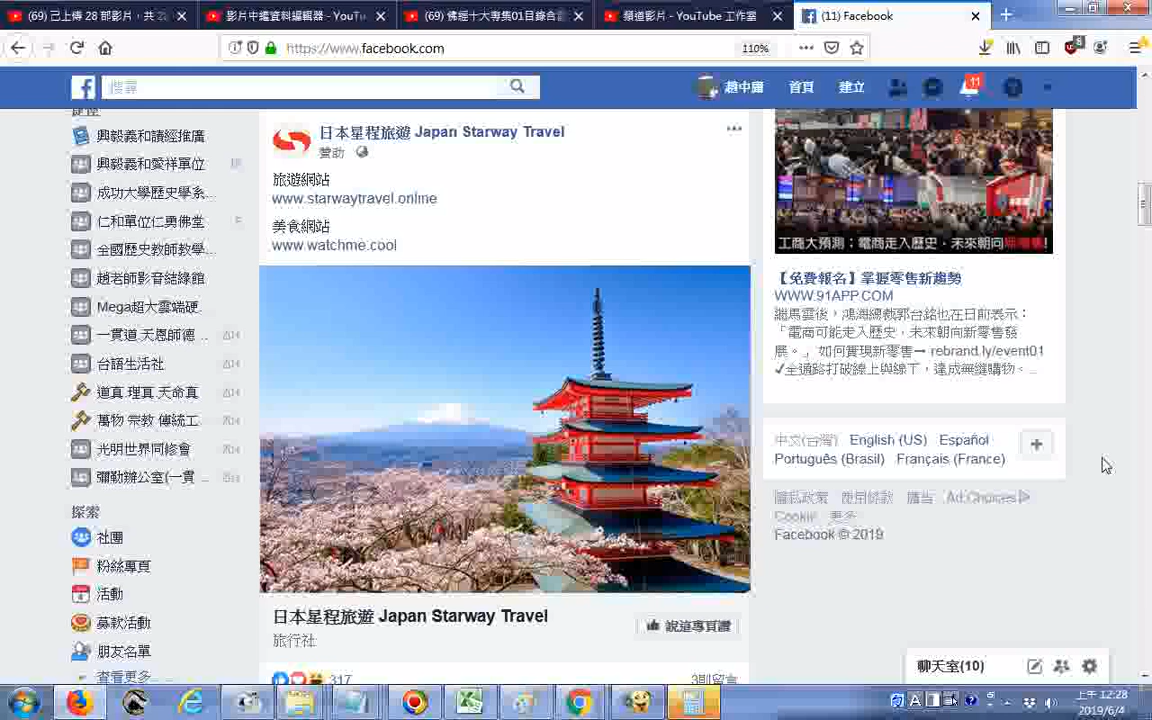 (69) 己上傳 28 部影片，共 2
影片中繼資料編輯器 - YouTu
(69) 佛經十大專集01目錄合
頻道影片 - YouTube 工作室
(11) Facebook
https://www.facebook.com
110%
搜尋
趙中庸
首頁
建立
11
興毅義和讀經推廣
興毅義和愛祥單位
成功大學歷史學系...
仁和單位仁勇佛堂
全國歷史教師教學...
趙老師影音結緣館
Mega超大雲端硬
一貫道 天恩師德 ...
台語生活社
道真 理真 天命真
萬物 宗教 傳統工
光明世界同修會
彌勒辦公室(一貫 ...
探索
社團
粉絲專頁
活動
募款活動
朋友名單
查看更多...
日本星程旅遊 Japan Starway Travel
贊助
旅遊網站
www.starwaytravel.online
美食網站
www.watchme.cool
日本星程旅遊 Japan Starway Travel
旅行社
說這專頁讚
317
3則留言
工商大預測：電商走入歷史，未來朝向無電商!
【免費報名】掌握零售新趨勢
WWW.91APP.COM
繼馬雲後，鴻海總裁郭台銘也在日前表示：
「電商可能走入歷史，未來朝向新零售發
展。」 如何實現新零售→ rebrand.ly/event01
✓全通路打破線上與線下，達成無縫購物。...
中文(台灣) English (US) Español
Português (Brasil) Français (France)
隱私政策 使用條款 廣告 Ad Choices
Cookie 更多
Facebook © 2019
聊天室(10)
上午 12:28
2019/6/4